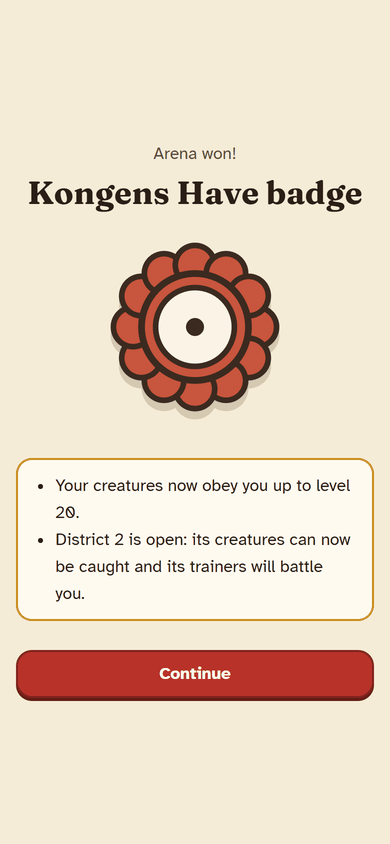 Arena won!
Kongens Have badge
• Your creatures now obey you up to level
20.
• District 2 is open: its creatures can now
be caught and its trainers will battle
you.
Continue